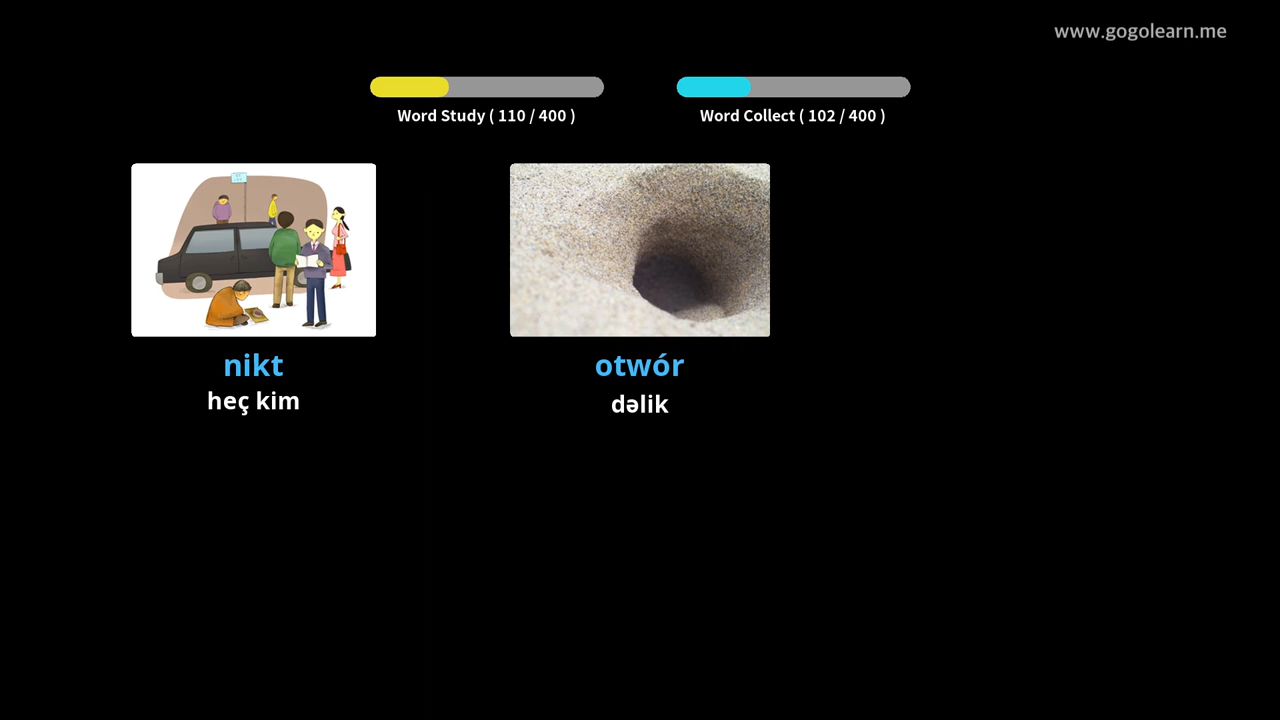 www.gogolearn.me
Word Study ( 110 / 400 )
Word Collect ( 102 / 400 )
nikt
heç kim
otwór
dəlik